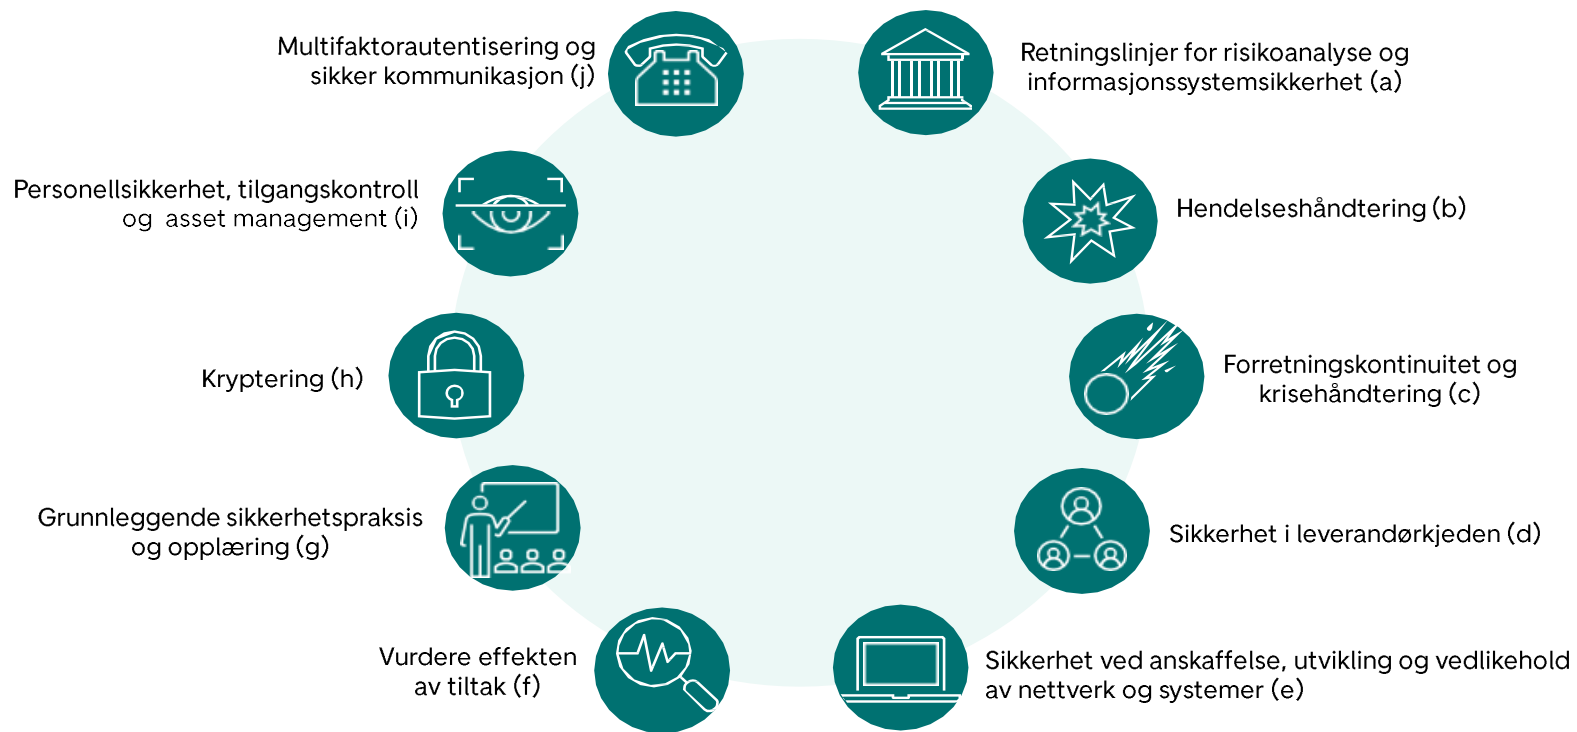 Multifaktorautentisering og
sikker kommunikasjon (j)
Retningslinjer for risikoanalyse og
informasjonssystemsikkerhet (a)
Personellsikkerhet, tilgangskontroll
og asset management (i)
Hendelseshåndtering (b)
Kryptering (h)
Forretningskontinuitet og
krisehåndtering (c)
Grunnleggende sikkerhetspraksis
og opplæring (g)
Sikkerhet i leverandørkjeden (d)
Vurdere effekten
av tiltak (f)
Sikkerhet ved anskaffelse, utvikling og vedlikehold
av nettverk og systemer (e)